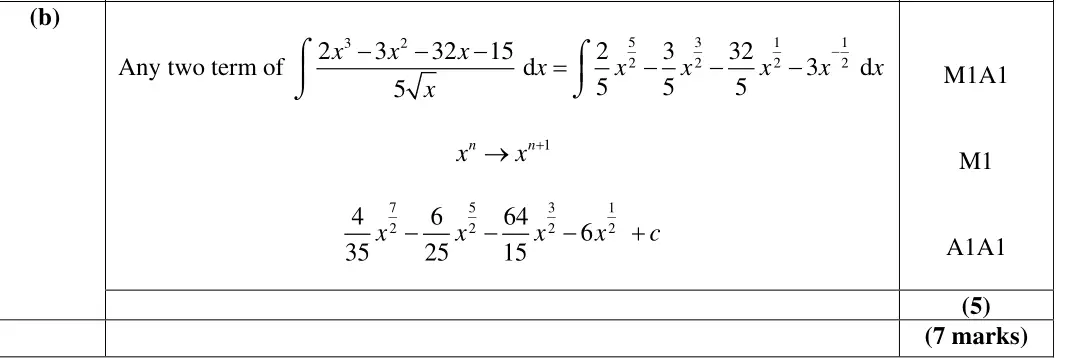 (b)
Any two term of ∫ (2x³ − 3x² − 32x − 15)/(5√x) dx = ∫ 2/5 x^(5/2) − 3/5 x^(3/2) − 32/5 x^(1/2) − 3x^(−1/2) dx M1A1
xⁿ → xⁿ⁺¹ M1
4/35 x^(7/2) − 6/25 x^(5/2) − 64/15 x^(3/2) − 6x^(1/2) + c A1A1
(5)
(7 marks)